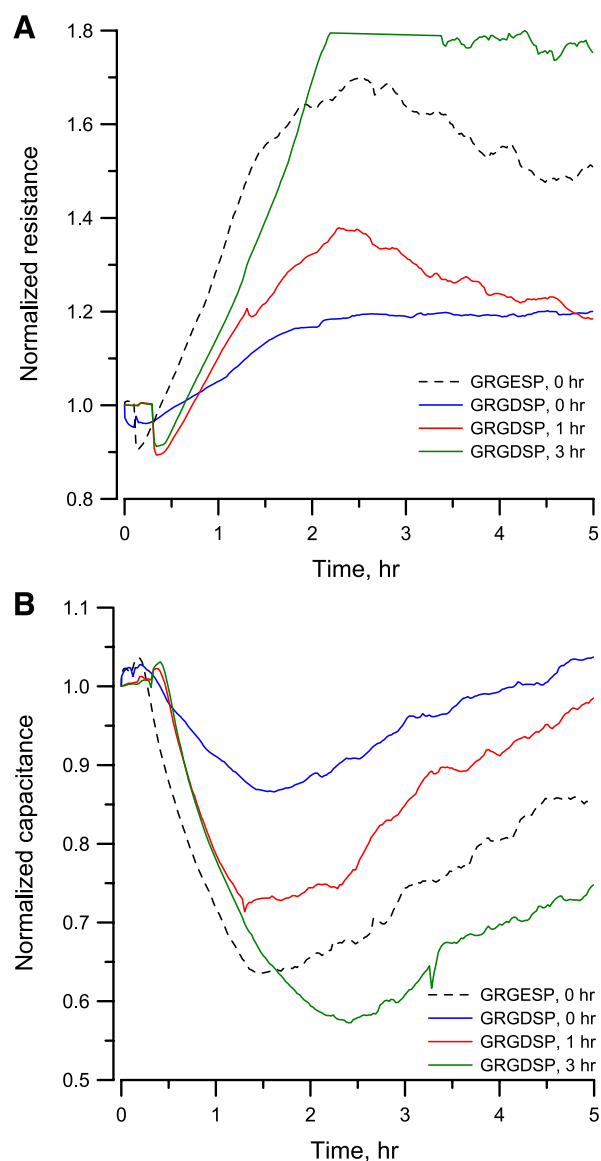 A
1.8
1.6
1.4
1.2
1.0
0.8
Normalized resistance
GRGESP, 0 hr
GRGDSP, 0 hr
GRGDSP, 1 hr
GRGDSP, 3 hr
0 1 2 3 4 5
Time, hr
B
1.1
1.0
0.9
0.8
0.7
0.6
0.5
Normalized capacitance
GRGESP, 0 hr
GRGDSP, 0 hr
GRGDSP, 1 hr
GRGDSP, 3 hr
0 1 2 3 4 5
Time, hr